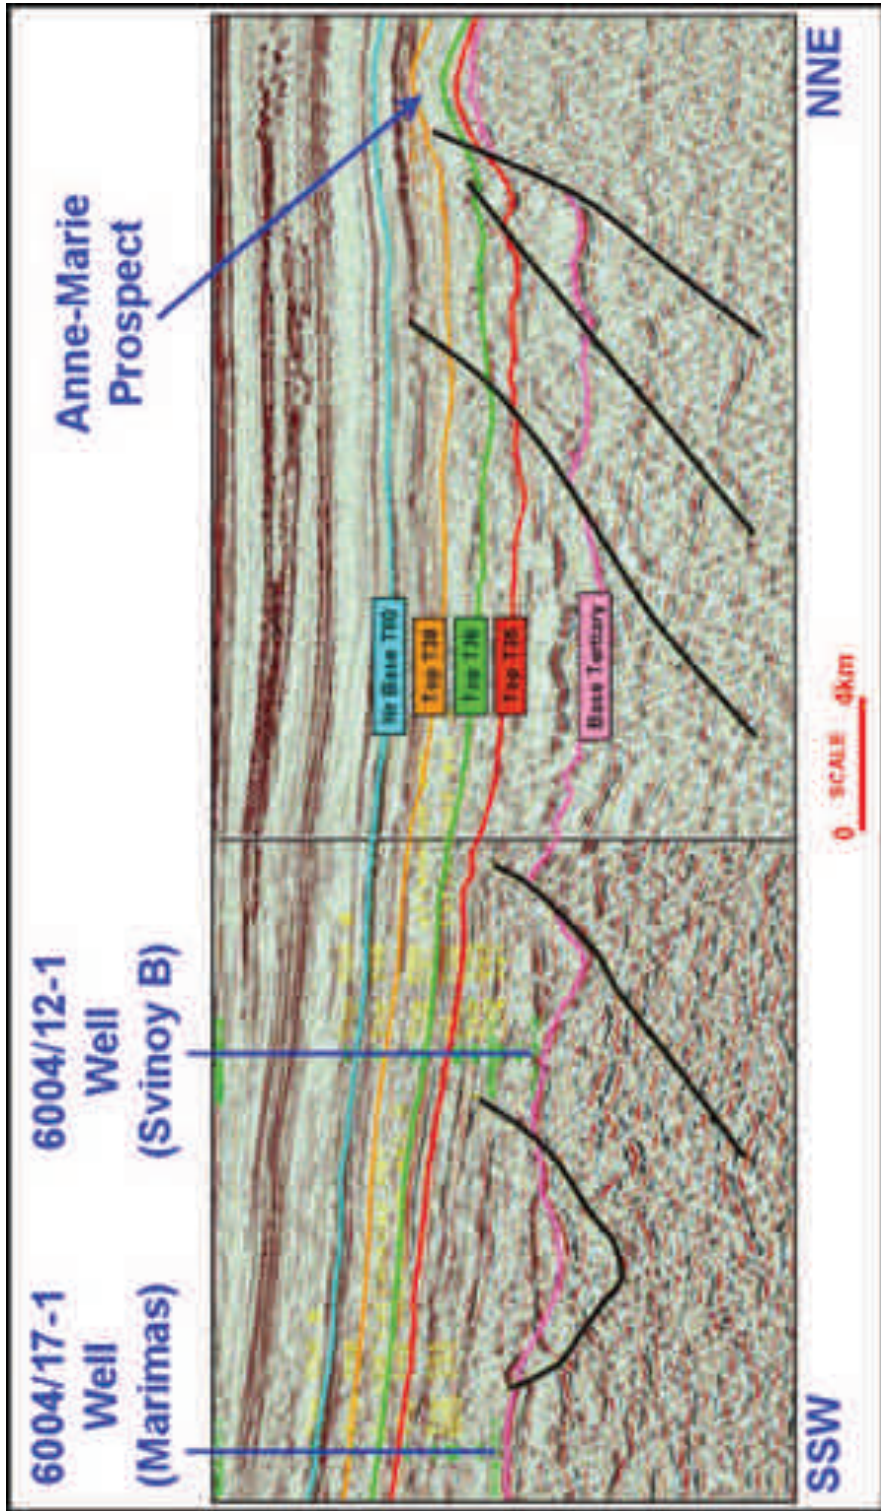 6004/17-1
Well
(Marimas)
6004/12-1
Well
(Svinoy B)
Anne-Marie
Prospect
Top T38
Top T36
Top T35
Base Tertiary
SSW
0 SCALE 4km
NNE